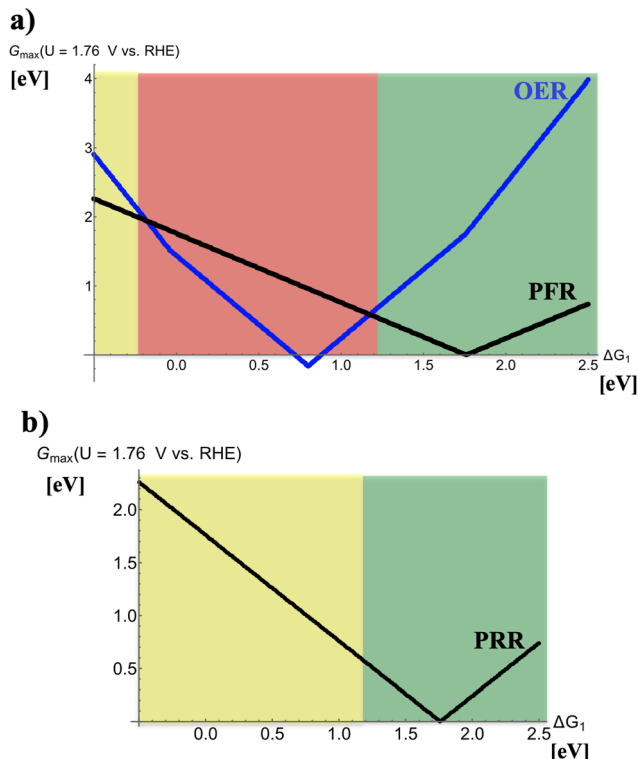 a)
G_max(U = 1.76 V vs. RHE)
[eV]
4
OER
3
2
PFR
1
ΔG₁
0.0 0.5 1.0 1.5 2.0 2.5
[eV]
b)
G_max(U = 1.76 V vs. RHE)
[eV]
2.0
1.5
1.0
PRR
0.5
ΔG₁
0.0 0.5 1.0 1.5 2.0 2.5
[eV]